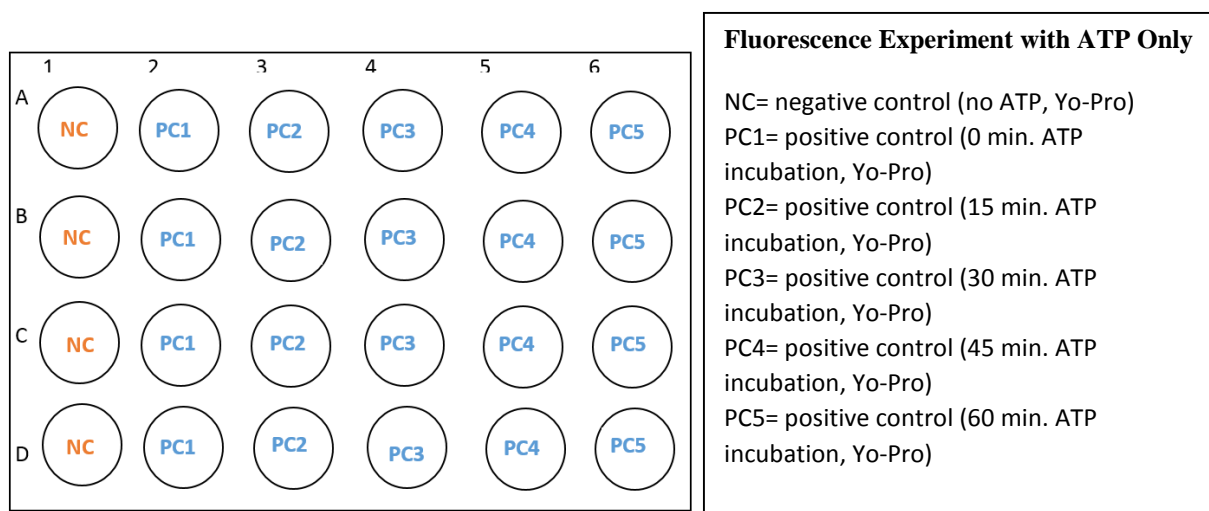 1 2 3 4 5 6
A NC PC1 PC2 PC3 PC4 PC5
B NC PC1 PC2 PC3 PC4 PC5
C NC PC1 PC2 PC3 PC4 PC5
D NC PC1 PC2 PC3 PC4 PC5
Fluorescence Experiment with ATP Only
NC= negative control (no ATP, Yo-Pro)
PC1= positive control (0 min. ATP
incubation, Yo-Pro)
PC2= positive control (15 min. ATP
incubation, Yo-Pro)
PC3= positive control (30 min. ATP
incubation, Yo-Pro)
PC4= positive control (45 min. ATP
incubation, Yo-Pro)
PC5= positive control (60 min. ATP
incubation, Yo-Pro)